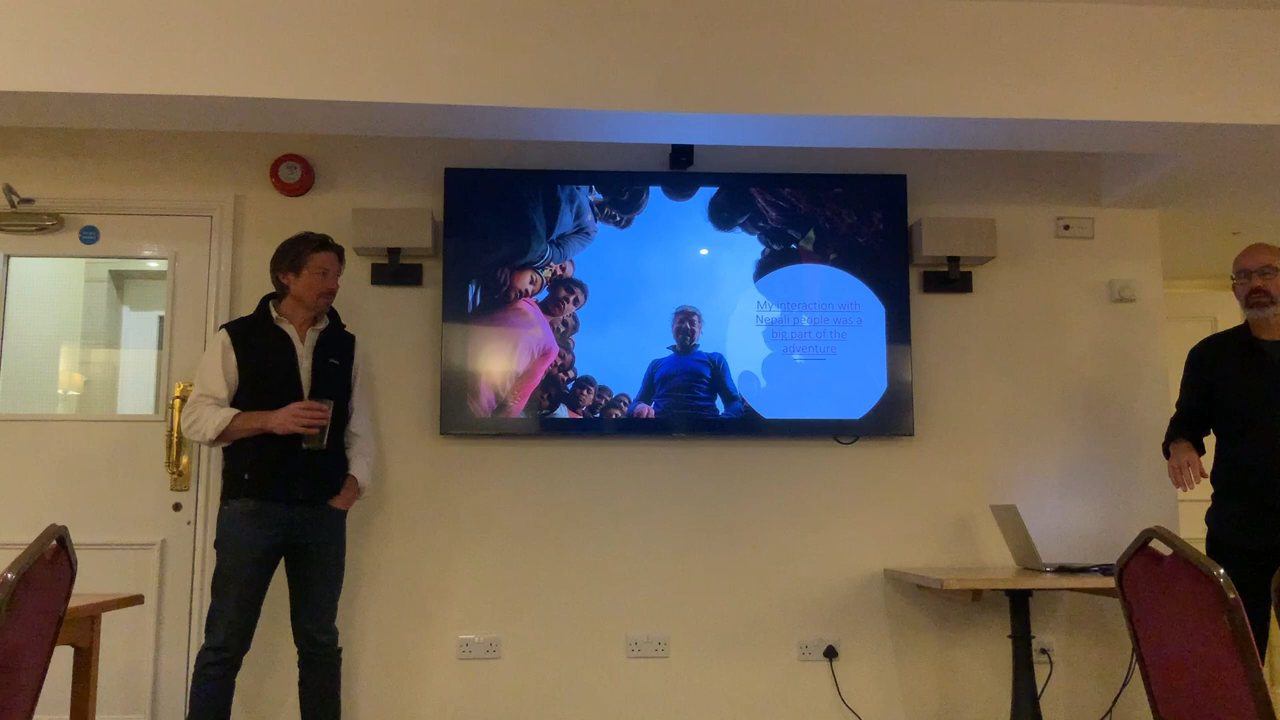 My interaction with
Nepali people was a
big part of the
adventure